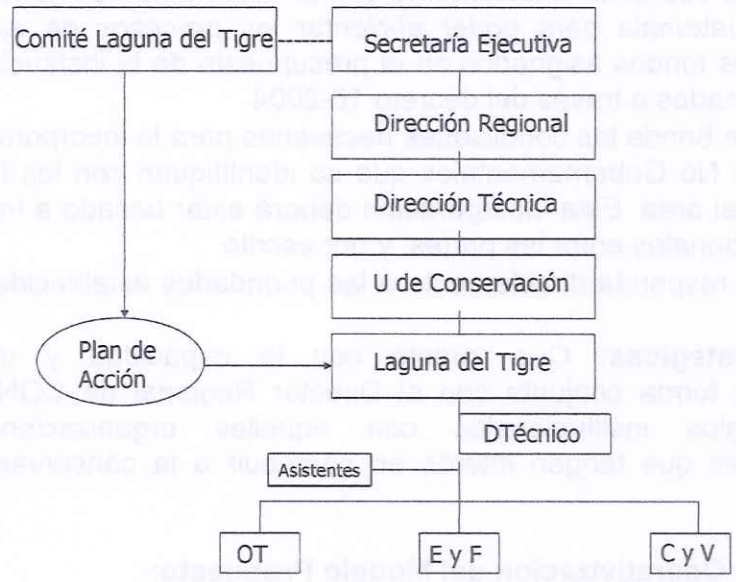 Comité Laguna del Tigre
Secretaría Ejecutiva
Dirección Regional
Dirección Técnica
U de Conservación
Plan de
Acción
Laguna del Tigre
DTécnico
Asistentes
OT
E y F
C y V